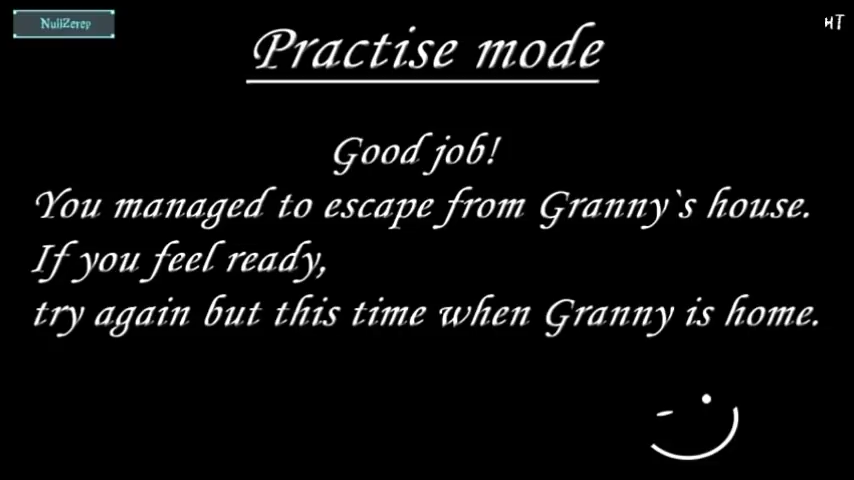 NullZerep
HT
Practise mode
Good job!
You managed to escape from Granny`s house.
If you feel ready,
try again but this time when Granny is home.